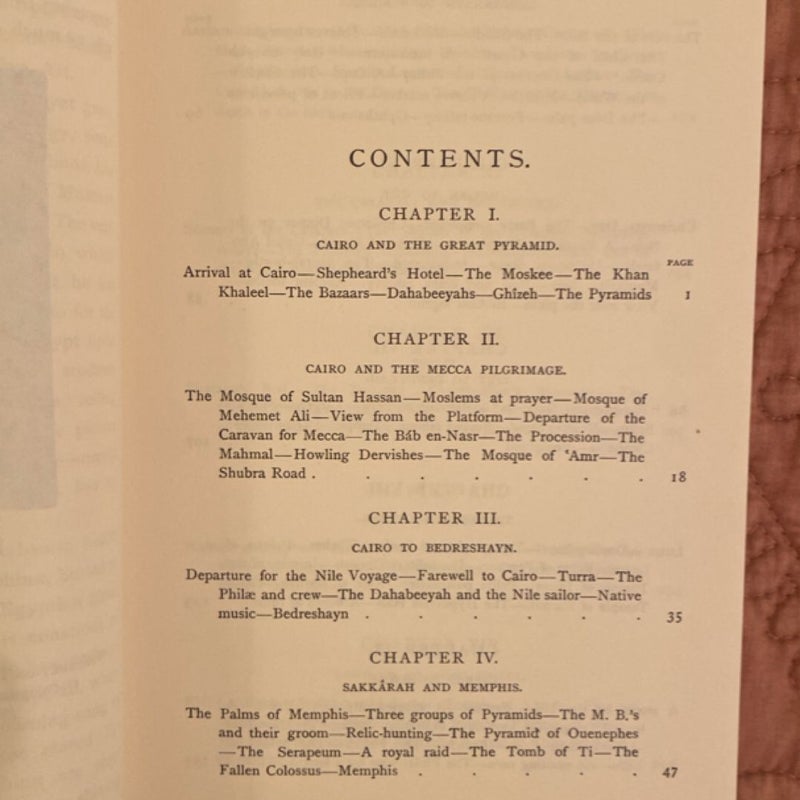 CONTENTS.
CHAPTER I.
CAIRO AND THE GREAT PYRAMID.
PAGE
Arrival at Cairo—Shepheard's Hotel—The Moskee—The Khan
Khaleel—The Bazaars—Dahabeeyahs—Ghîzeh—The Pyramids 1
CHAPTER II.
CAIRO AND THE MECCA PILGRIMAGE.
The Mosque of Sultan Hassan—Moslems at prayer—Mosque of
Mehemet Ali—View from the Platform—Departure of the
Caravan for Mecca—The Báb en-Nasr—The Procession—The
Mahmal—Howling Dervishes—The Mosque of ‘Amr—The
Shubra Road . . . . . . . 18
CHAPTER III.
CAIRO TO BEDRESHAYN.
Departure for the Nile Voyage—Farewell to Cairo—Turra—The
Philæ and crew—The Dahabeeyah and the Nile sailor—Native
music—Bedreshayn . . . . . . 35
CHAPTER IV.
SAKKÂRAH AND MEMPHIS.
The Palms of Memphis—Three groups of Pyramids—The M. B.'s
and their groom—Relic-hunting—The Pyramid of Ouenephes
—The Serapeum—A royal raid—The Tomb of Ti—The
Fallen Colossus—Memphis . . . . . 47